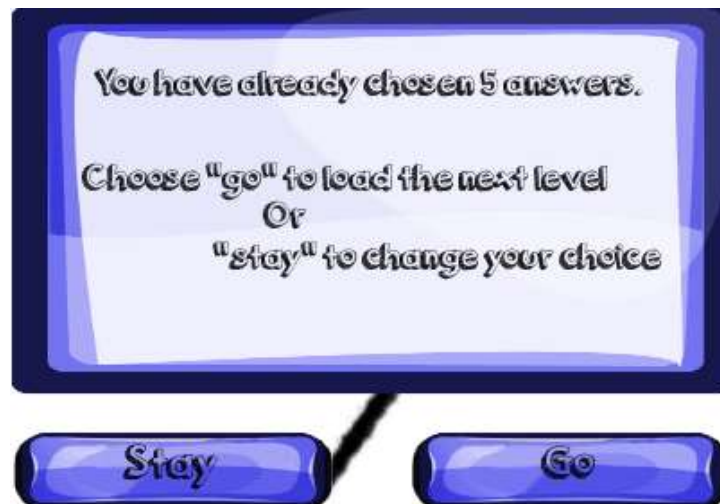 You have already chosen 5 answers.
Choose "go" to load the next level
Or
"stay" to change your choice
Stay
Go